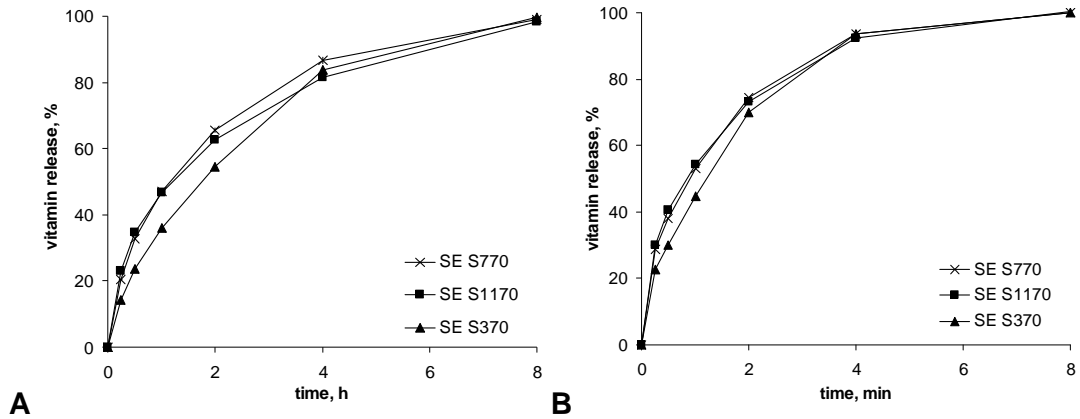 100
80
60
40
20
0
vitamin release, %
0 2 4 6 8
time, h
SE S770
SE S1170
SE S370
A
100
80
60
40
20
0
vitamin release, %
0 2 4 6 8
time, min
SE S770
SE S1170
SE S370
B